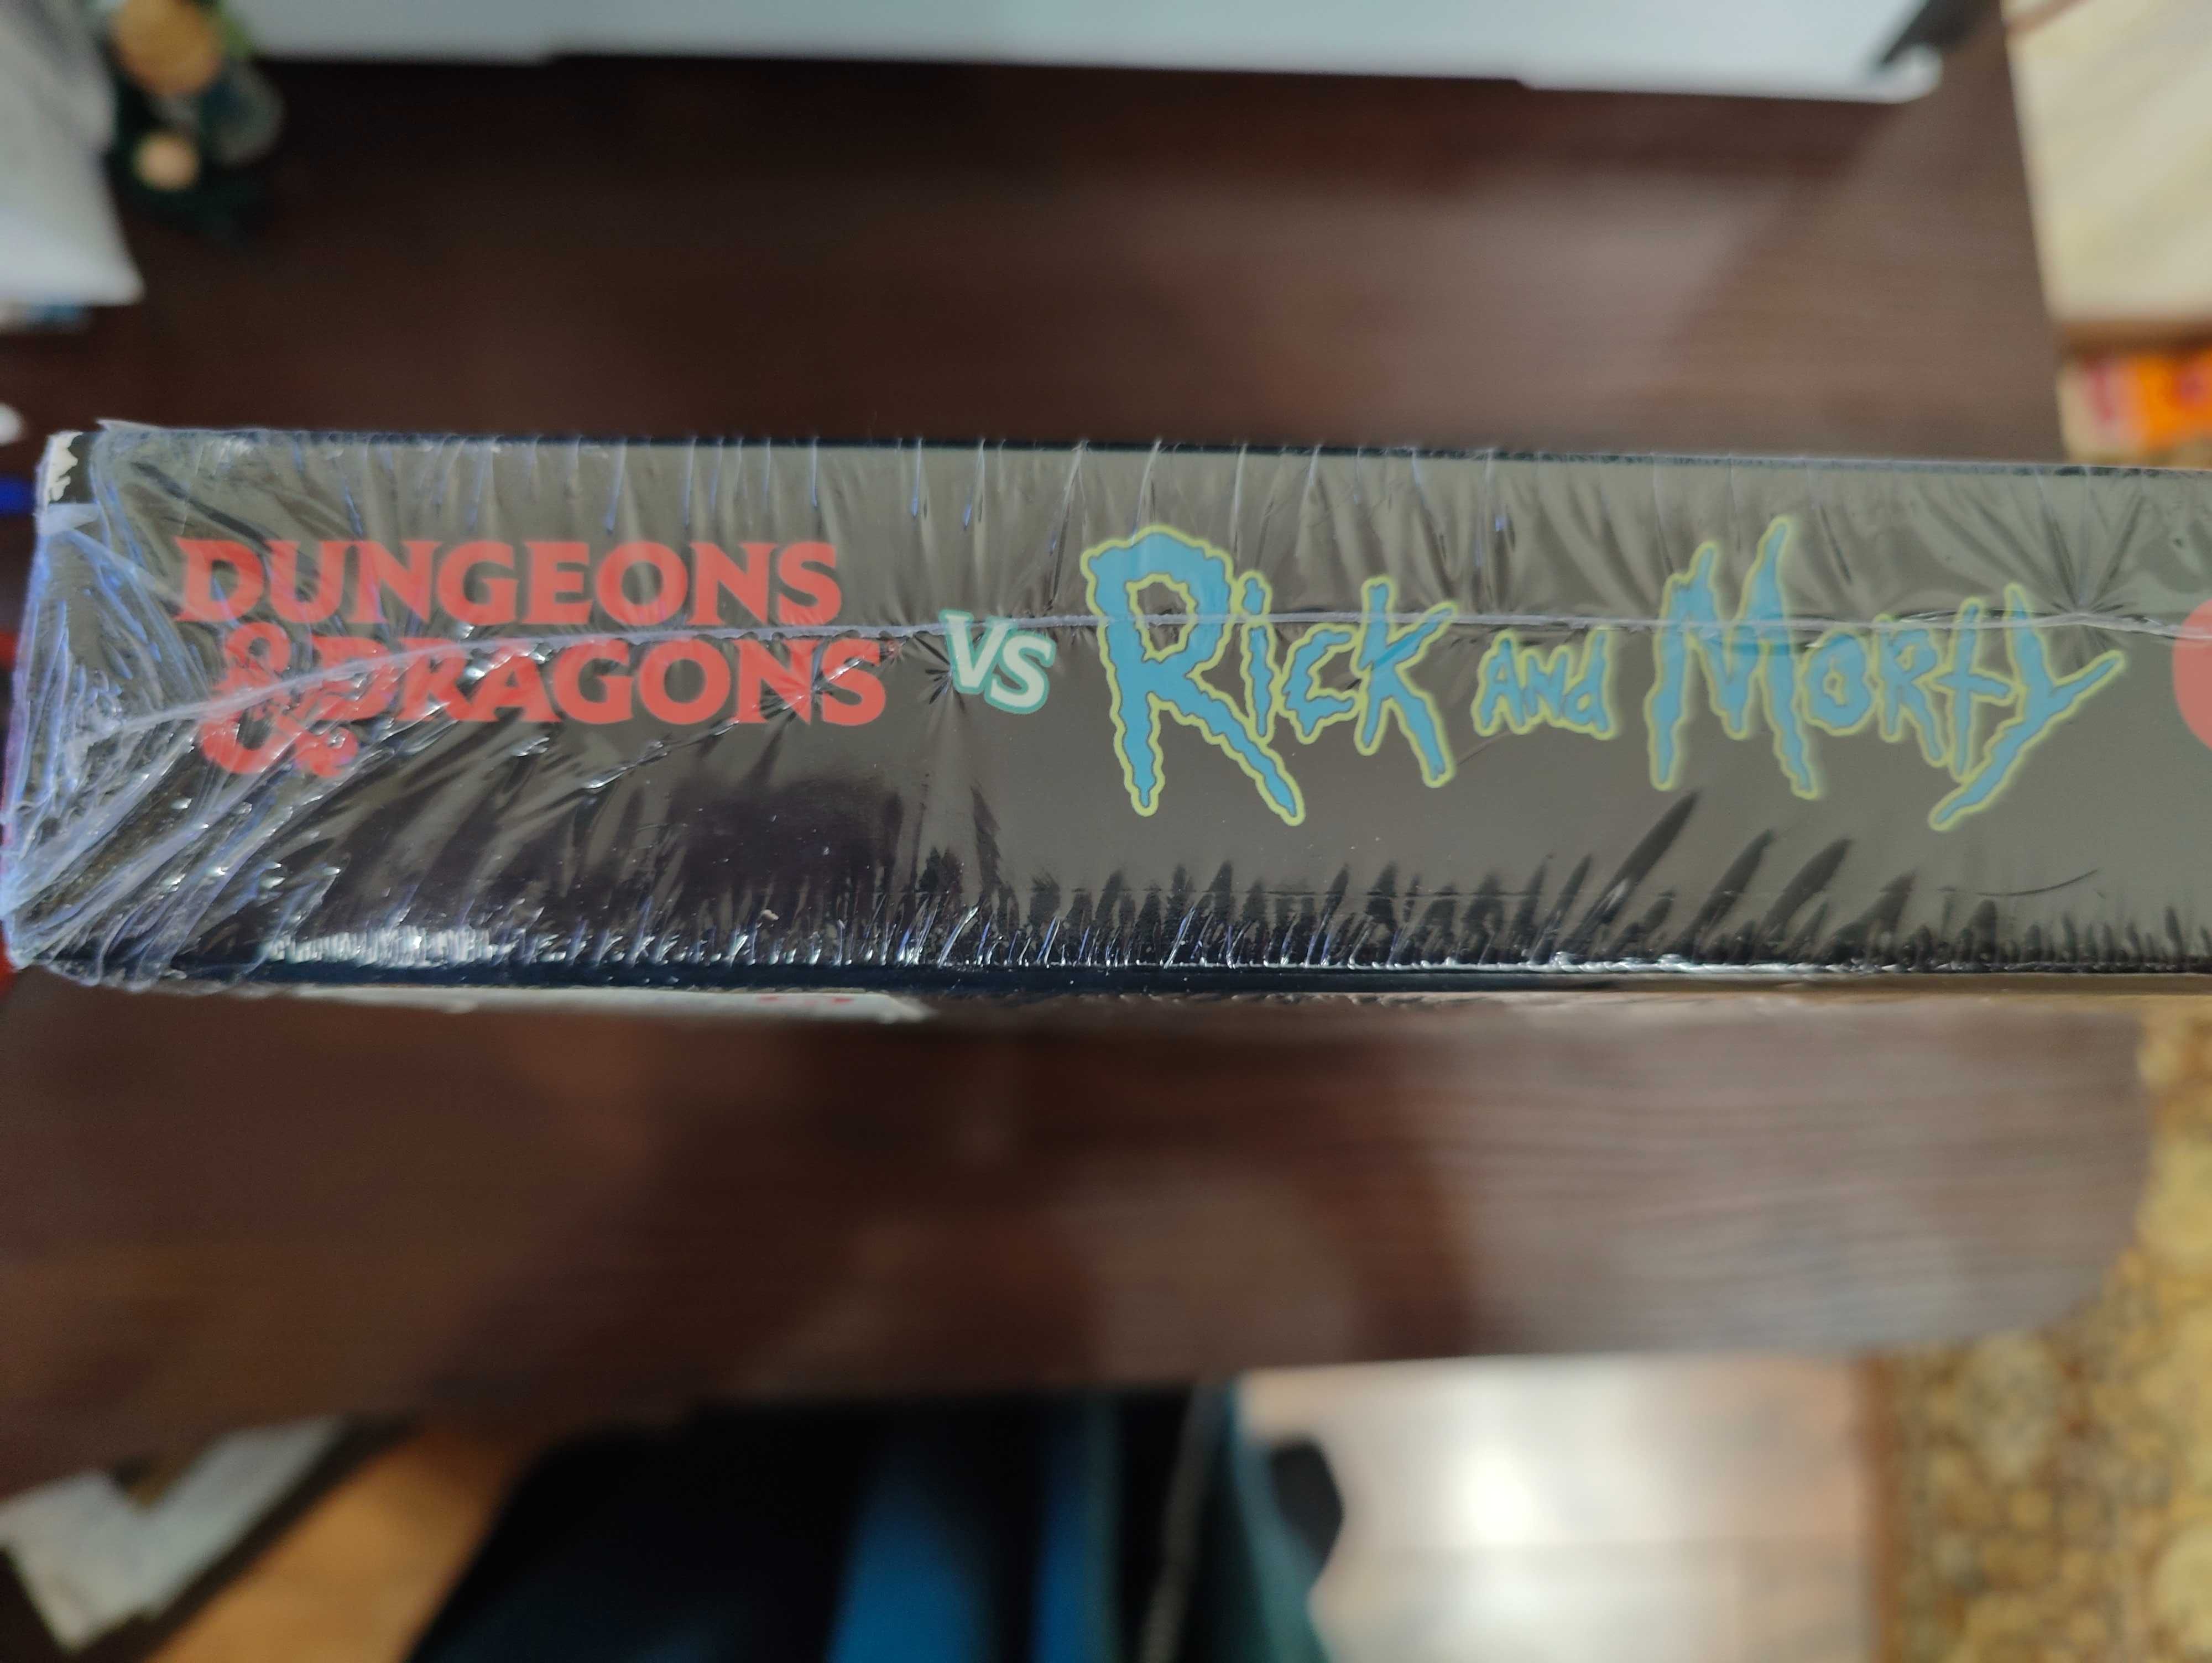 DUNGEONS
& DRAGONS
VS
Rick and Morty